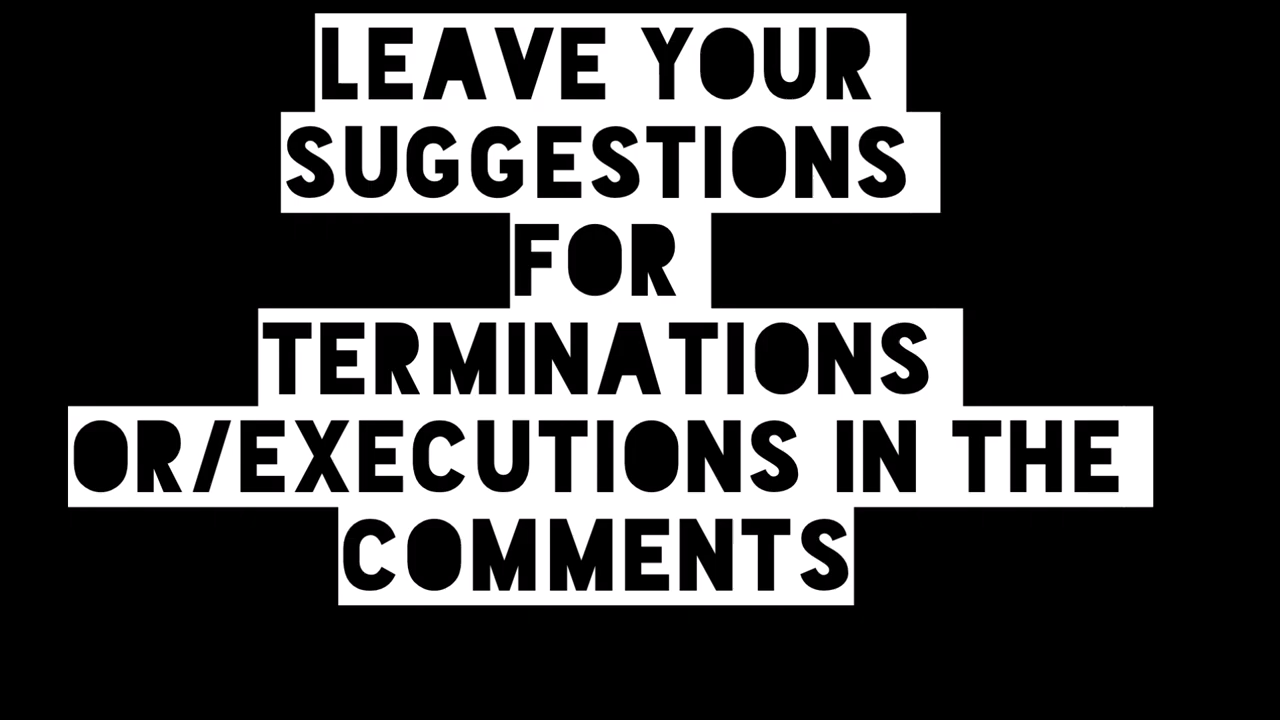 LEAVE YOUR
SUGGESTIONS
FOR
TERMINATIONS
OR/EXECUTIONS IN THE
COMMENTS